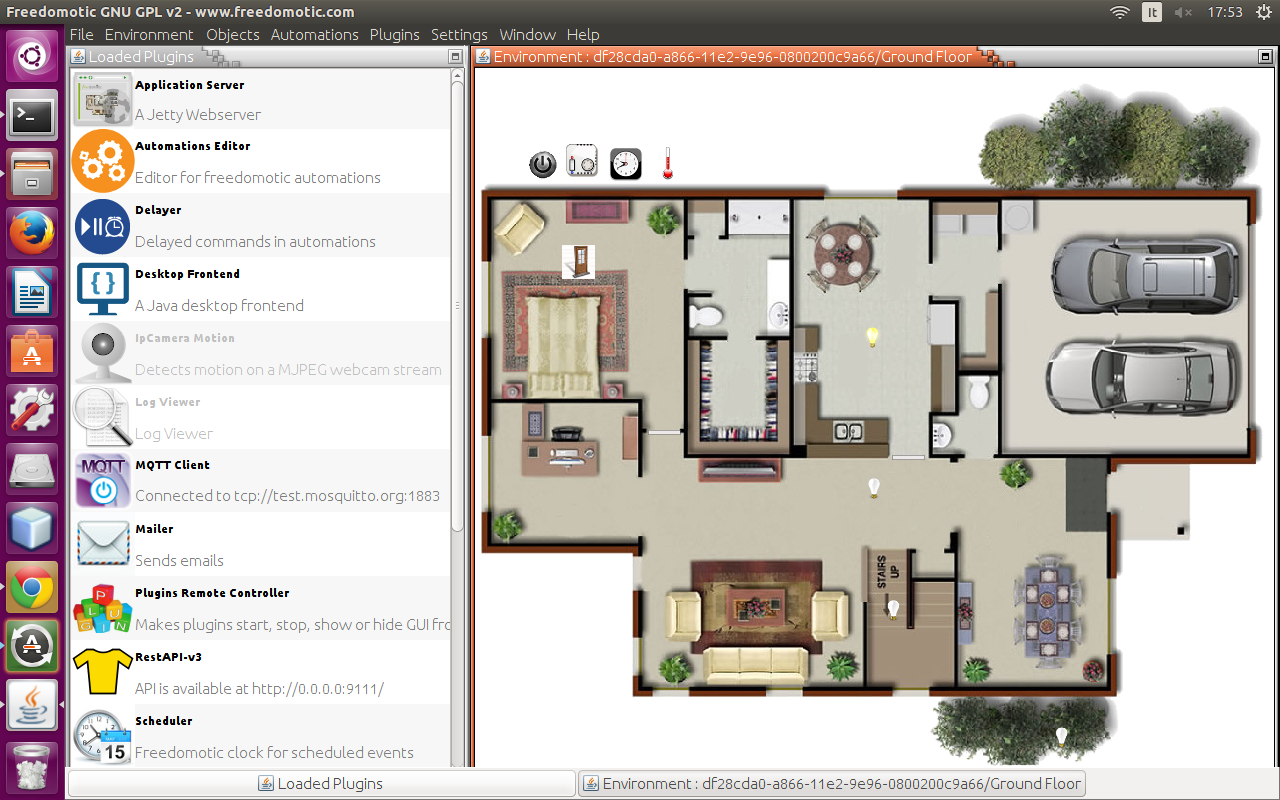 Freedomotic GNU GPL v2 - www.freedomotic.com
It
17:53
File Environment Objects Automations Plugins Settings Window Help
Loaded Plugins
Environment : df28cda0-a866-11e2-9e96-0800200c9a66/Ground Floor
Application Server
A Jetty Webserver
Automations Editor
Editor for freedomotic automations
Delayer
Delayed commands in automations
Desktop Frontend
A Java desktop frontend
IpCamera Motion
Detects motion on a MJPEG webcam stream
Log Viewer
Log Viewer
MQTT
MQTT Client
Connected to tcp://test.mosquitto.org:1883
Mailer
Sends emails
PLUGIN
Plugins Remote Controller
Makes plugins start, stop, show or hide GUI fro
RestAPI-v3
API is available at http://0.0.0.0:9111/
15
Scheduler
Freedomotic clock for scheduled events
STAIRS
UP
Loaded Plugins
Environment : df28cda0-a866-11e2-9e96-0800200c9a66/Ground Floor